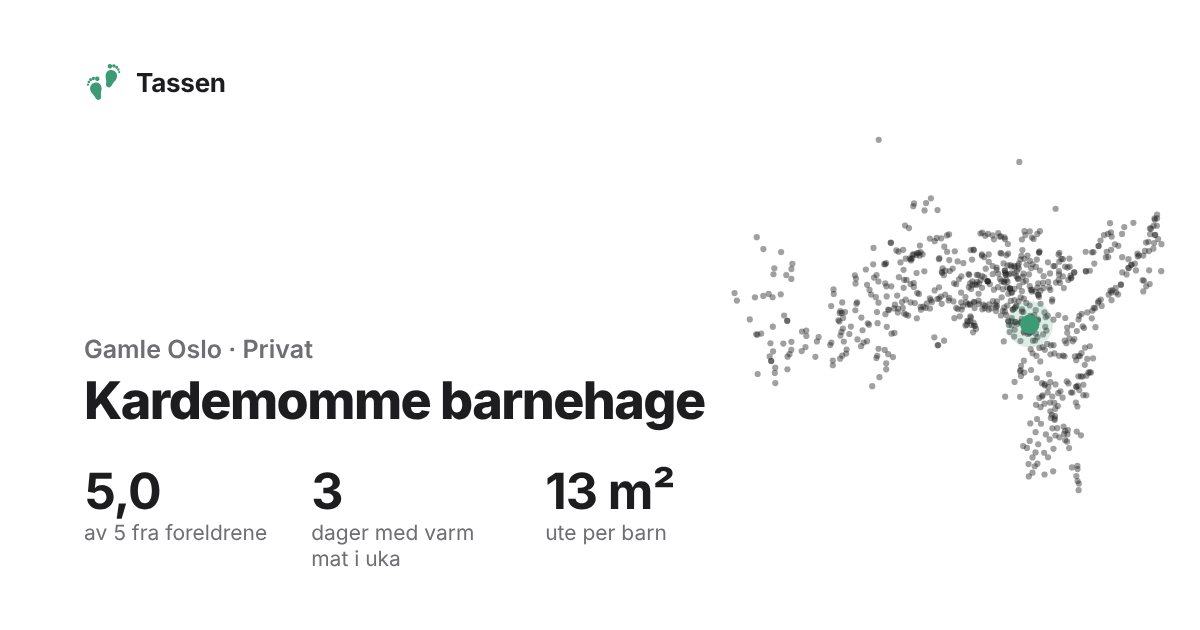 Tassen
Gamle Oslo · Privat
Kardemomme barnehage
5,0
av 5 fra foreldrene
3
dager med varm
mat i uka
13 m²
ute per barn